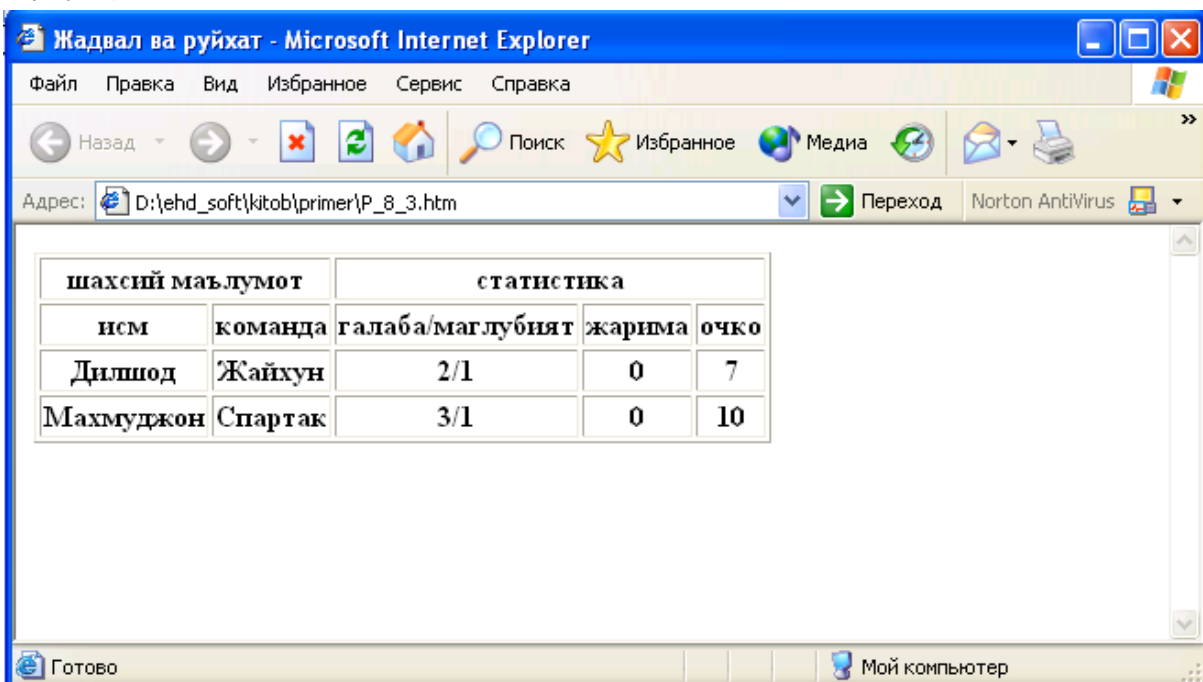 Жадвал ва руйхат - Microsoft Internet Explorer
Файл Правка Вид Избранное Сервис Справка
Назад Поиск Избранное Медиа »
Адрес: D:\ehd_soft\kitob\primer\P_8_3.htm Переход Norton AntiVirus
шахсий маълумот статистика
исм команда галаба/маглубият жарима очко
Дилшод Жайхун 2/1 0 7
Махмуджон Спартак 3/1 0 10
Готово Мой компьютер